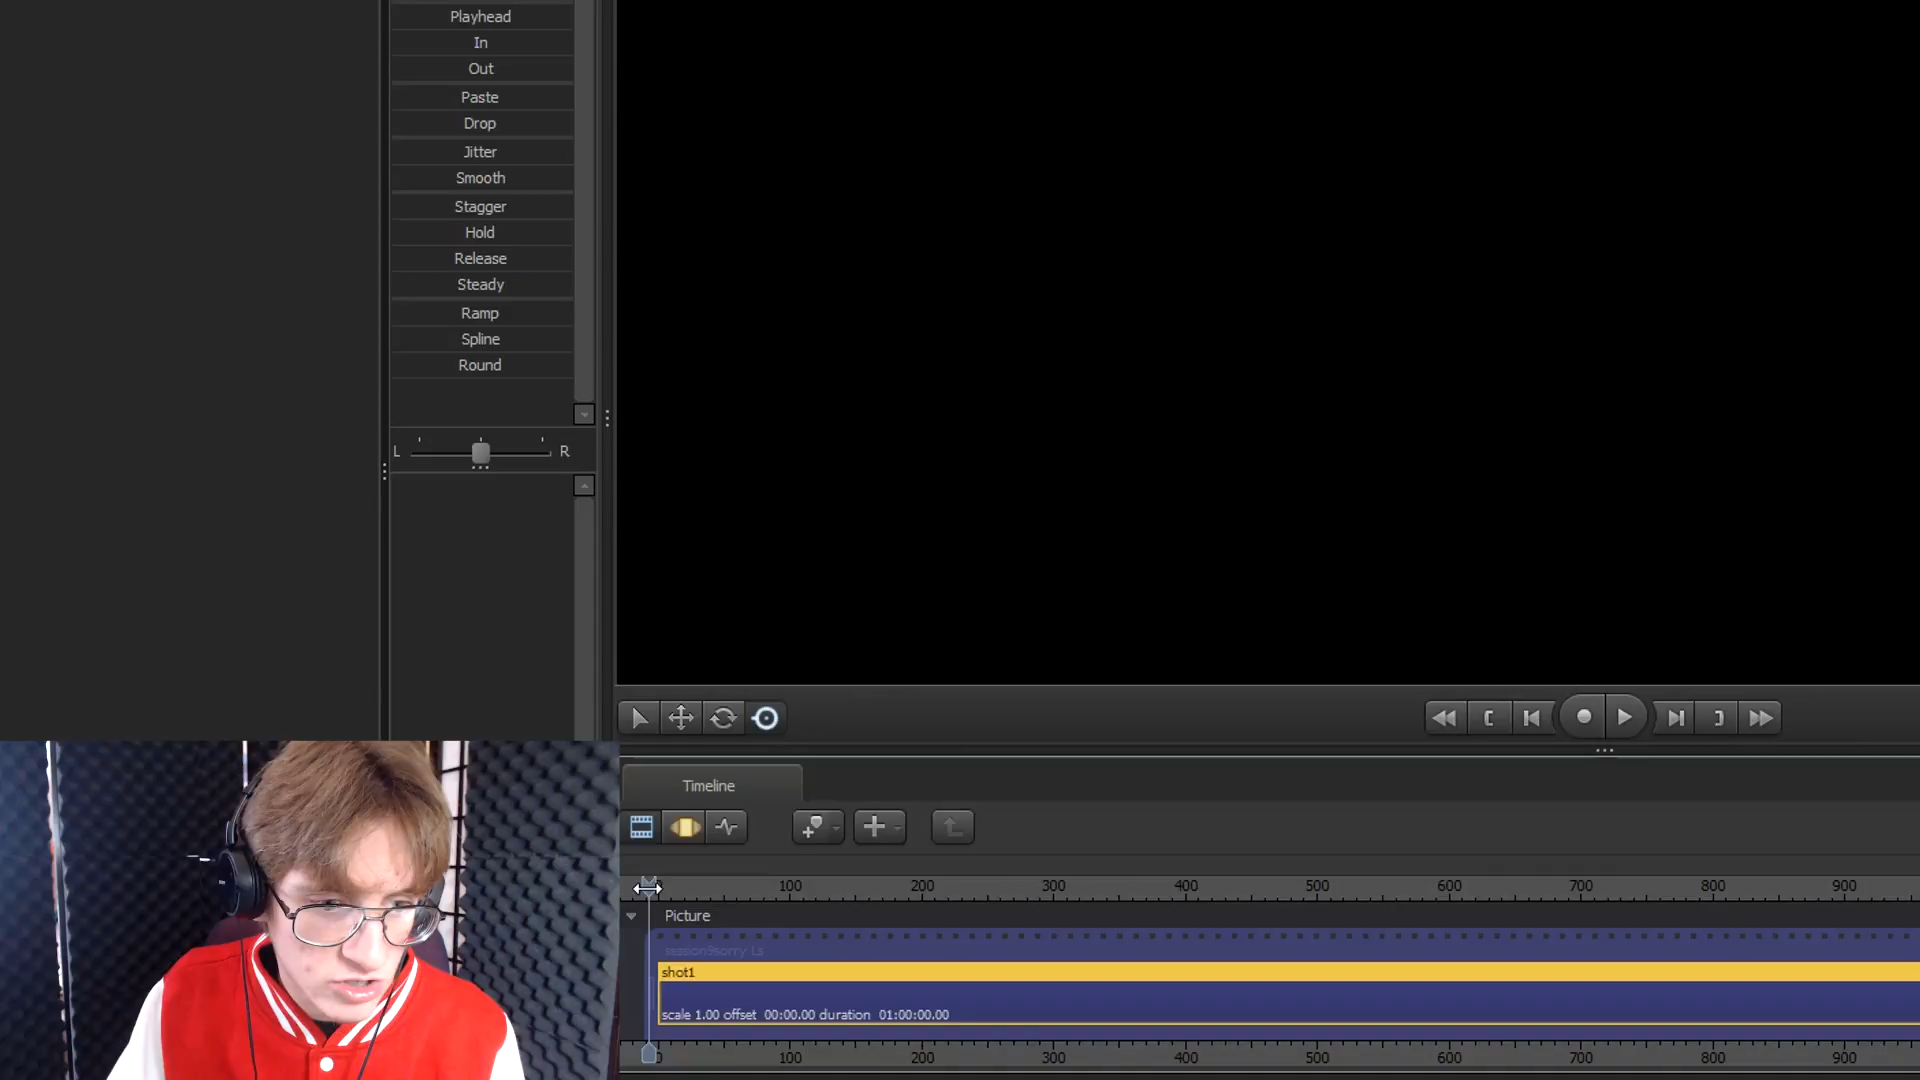 Playhead
In
Out
Paste
Drop
Jitter
Smooth
Stagger
Hold
Release
Steady
Ramp
Spline
Round
L R
Timeline
100 200 300 400 500 600 700 800 900
Picture
shot1
scale 1.00 offset 00:00.00 duration 01:00:00.00
100 200 300 400 500 600 700 800 900